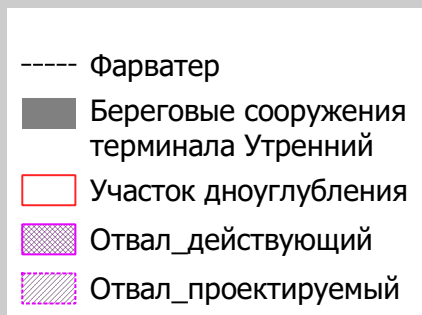 Фарватер
Береговые сооружения
терминала Утренний
Участок дноуглубления
Отвал_действующий
Отвал_проектируемый